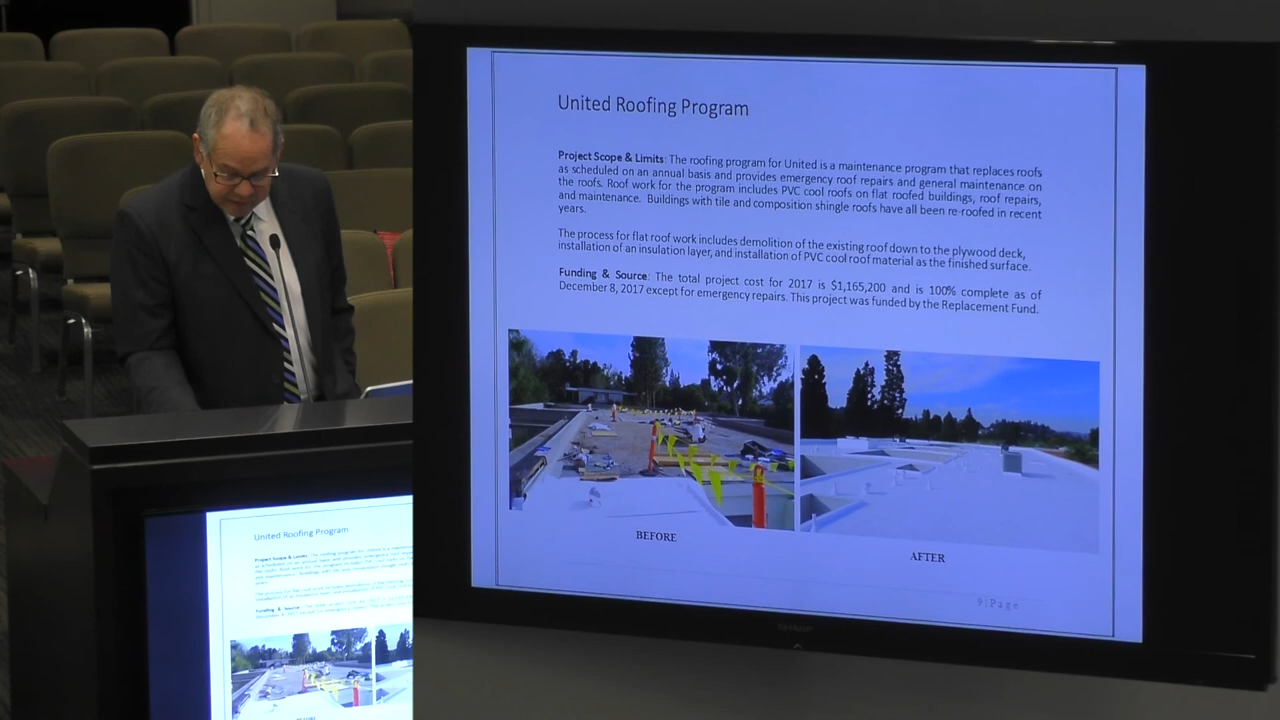 United Roofing Program
Project Scope & Limits: The roofing program for United is a maintenance program that replaces roofs
as scheduled on an annual basis and provides emergency roof repairs and general maintenance on
the roofs. Roof work for the program includes PVC cool roofs on flat roofed buildings, roof repairs,
and maintenance. Buildings with tile and composition shingle roofs have all been re-roofed in recent
years.
The process for flat roof work includes demolition of the existing roof down to the plywood deck,
installation of an insulation layer, and installation of PVC cool roof material as the finished surface.
Funding & Source: The total project cost for 2017 is $1,165,200 and is 100% complete as of
December 8, 2017 except for emergency repairs. This project was funded by the Replacement Fund.
BEFORE
AFTER
9|Page
SHARP
United Roofing Program
Project Scope & Limits:
Funding & Source: